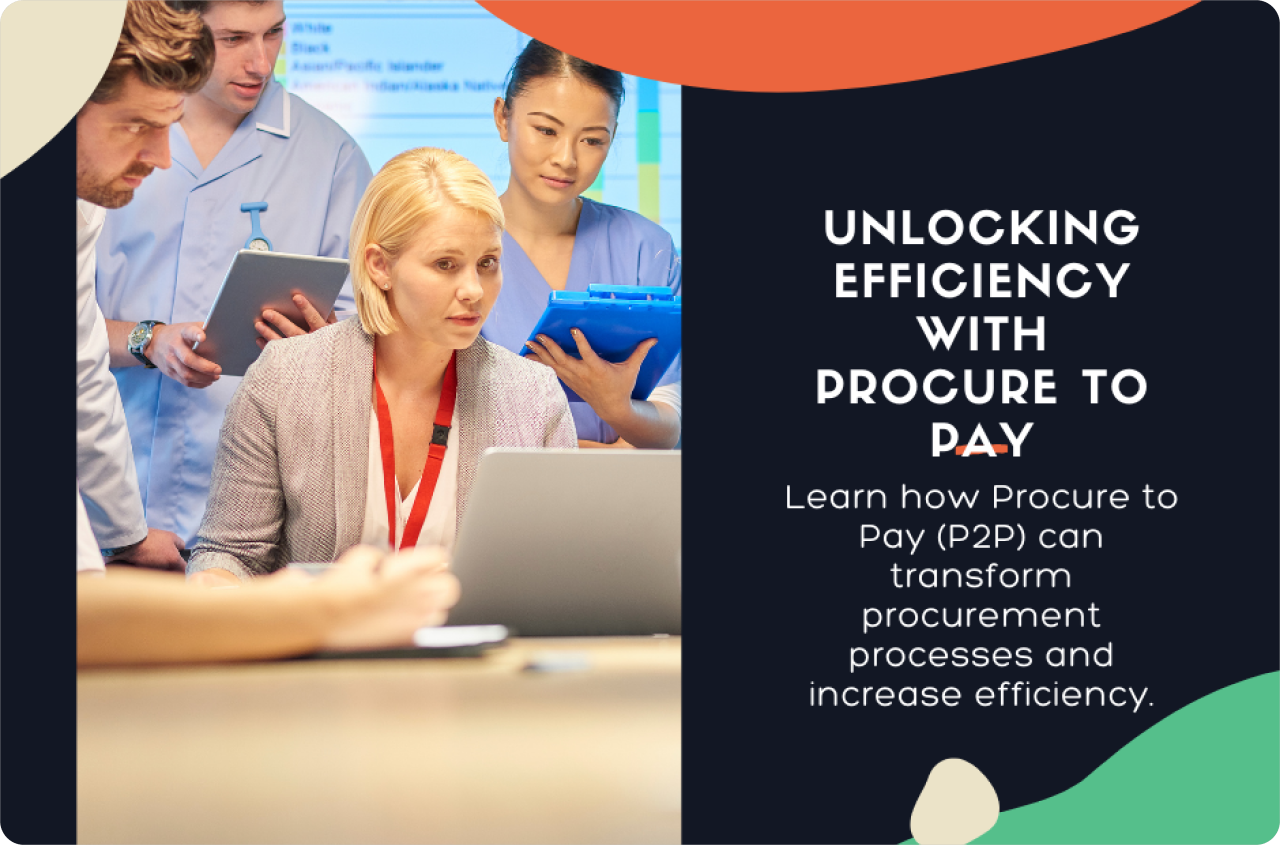 White
Black
Asian/Pacific Islander
American Indian/Alaska Native
UNLOCKING
EFFICIENCY
WITH
PROCURE TO
PAY
Learn how Procure to
Pay (P2P) can
transform
procurement
processes and
increase efficiency.